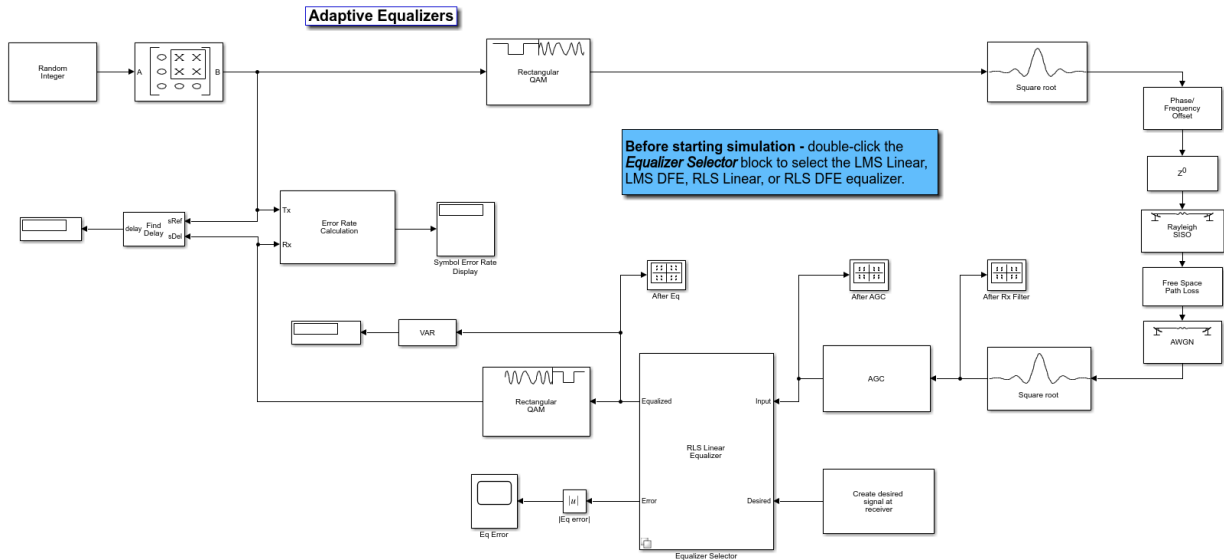 Adaptive Equalizers
Random
Integer
A
B
Rectangular
QAM
Square root
Phase/
Frequency
Offset
Before starting simulation - double-click the
Equalizer Selector block to select the LMS Linear,
LMS DFE, RLS Linear, or RLS DFE equalizer.
Z⁰
delay
Find
Delay
sRef
sDel
Tx
Rx
Error Rate
Calculation
Symbol Error Rate
Display
Rayleigh
SISO
After Eq
After AGC
After Rx Filter
Free Space
Path Loss
VAR
AWGN
Rectangular
QAM
Equalized
Input
RLS Linear
Equalizer
Error
Desired
AGC
Square root
Create desired
signal at
receiver
Eq Error
|u|
|Eq error|
Equalizer Selector